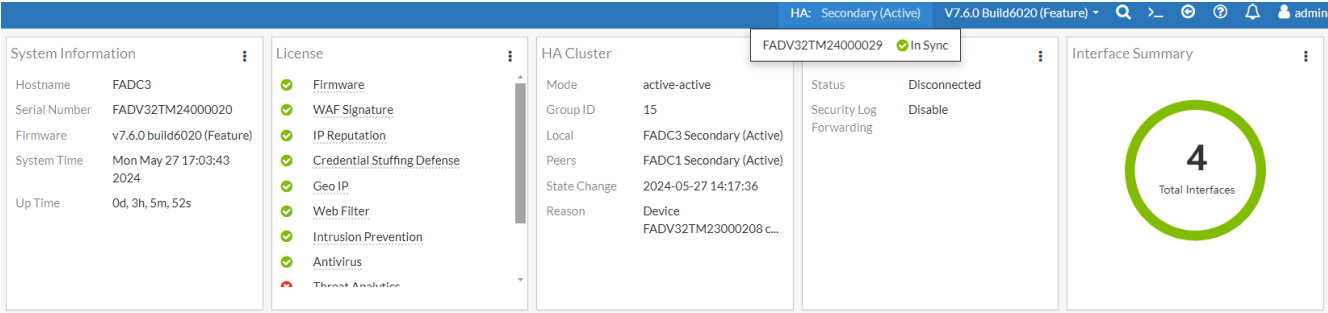 HA: Secondary (Active) V7.6.0 Build6020 (Feature) >_ admin
FADV32TM24000029 In Sync
System Information
Hostname FADC3
Serial Number FADV32TM24000020
Firmware v7.6.0 build6020 (Feature)
System Time Mon May 27 17:03:43
2024
Up Time 0d, 3h, 5m, 52s
License
Firmware
WAF Signature
IP Reputation
Credential Stuffing Defense
Geo IP
Web Filter
Intrusion Prevention
Antivirus
Threat Analytics
HA Cluster
Mode active-active
Group ID 15
Local FADC3 Secondary (Active)
Peers FADC1 Secondary (Active)
State Change 2024-05-27 14:17:36
Reason Device
FADV32TM23000208 c...
Status Disconnected
Security Log Disable
Forwarding
Interface Summary
4
Total Interfaces